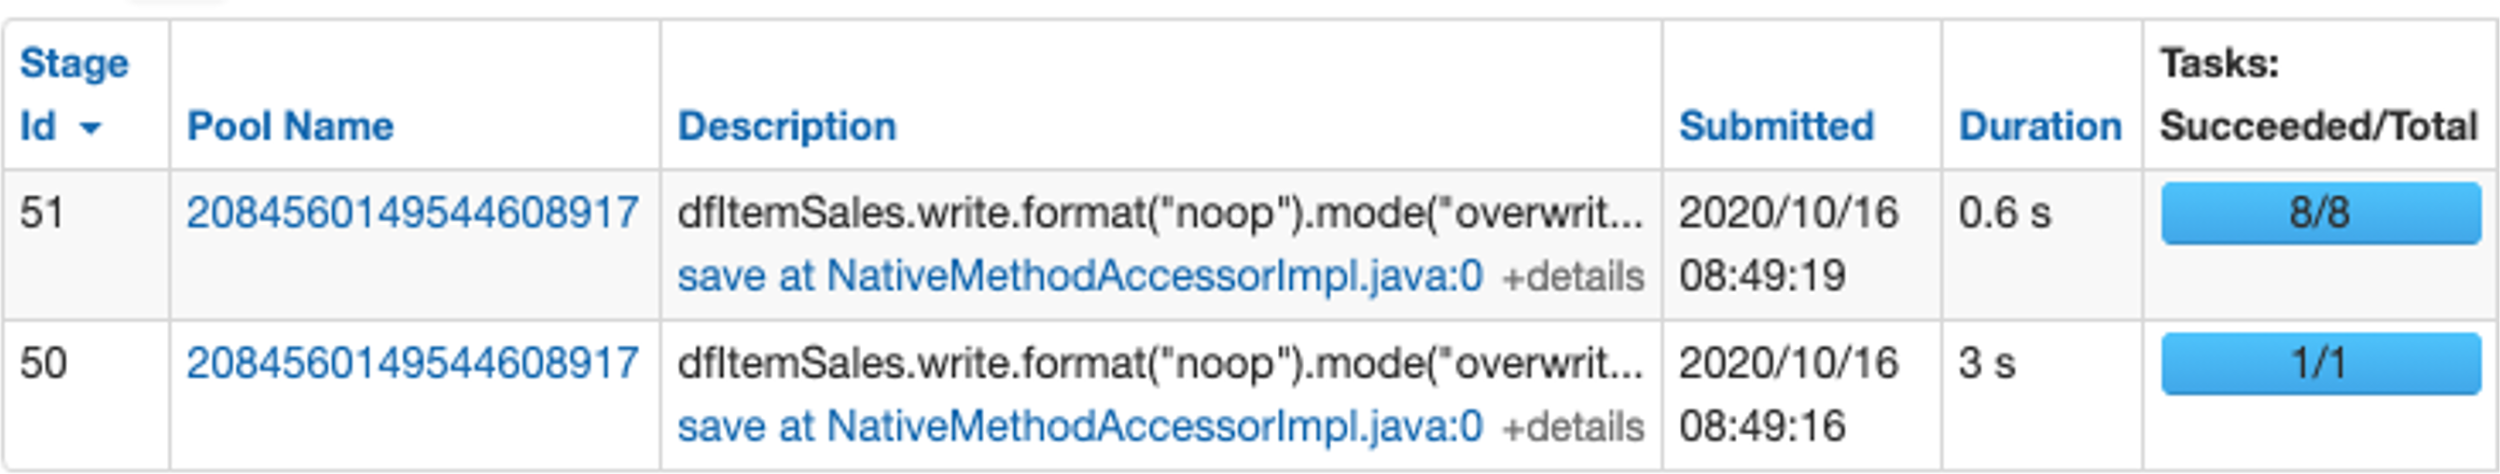 Stage Id
Pool Name
Description
Submitted
Duration
Tasks: Succeeded/Total
51
2084560149544608917
dfItemSales.write.format("noop").mode("overwrit...
save at NativeMethodAccessorImpl.java:0 +details
2020/10/16
08:49:19
0.6 s
8/8
50
2084560149544608917
dfItemSales.write.format("noop").mode("overwrit...
save at NativeMethodAccessorImpl.java:0 +details
2020/10/16
08:49:16
3 s
1/1